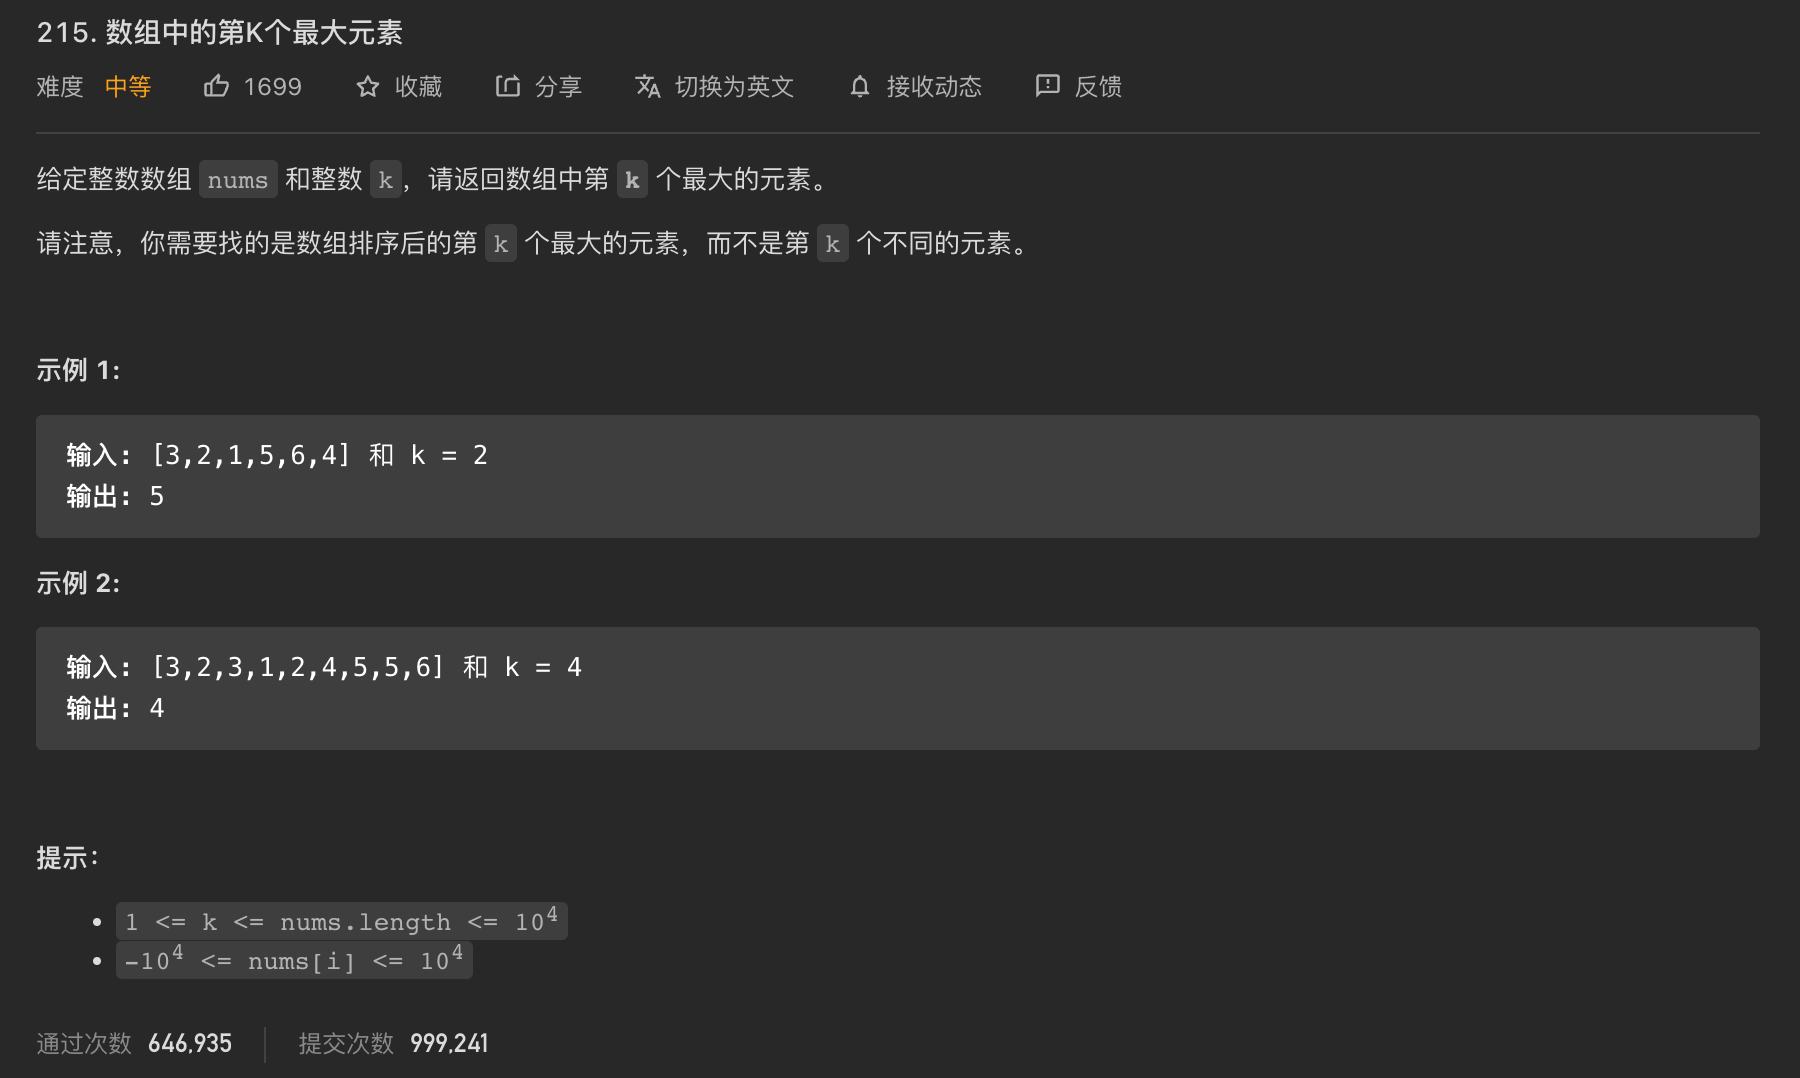 215. 数组中的第K个最大元素
难度 中等 1699 收藏 分享 切换为英文 接收动态 反馈
给定整数数组 nums 和整数 k，请返回数组中第 k 个最大的元素。
请注意，你需要找的是数组排序后的第 k 个最大的元素，而不是第 k 个不同的元素。
示例 1:
输入: [3,2,1,5,6,4] 和 k = 2
输出: 5
示例 2:
输入: [3,2,3,1,2,4,5,5,6] 和 k = 4
输出: 4
提示：
• 1 <= k <= nums.length <= 10⁴
• -10⁴ <= nums[i] <= 10⁴
通过次数 646,935 提交次数 999,241